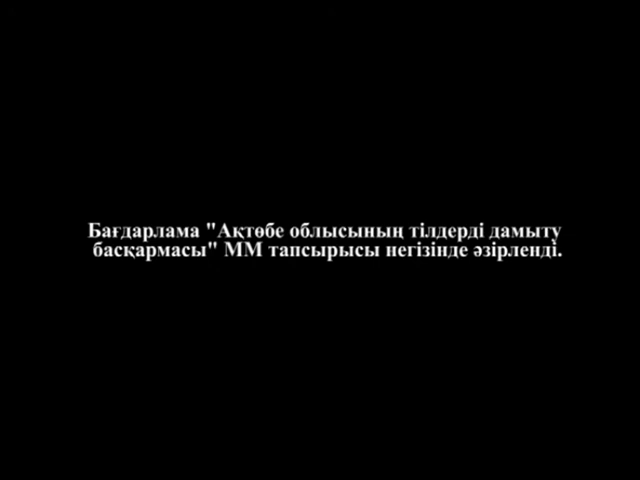 Бағдарлама "Ақтөбе облысының тілдерді дамыту
басқармасы" ММ тапсырысы негізінде әзірленді.